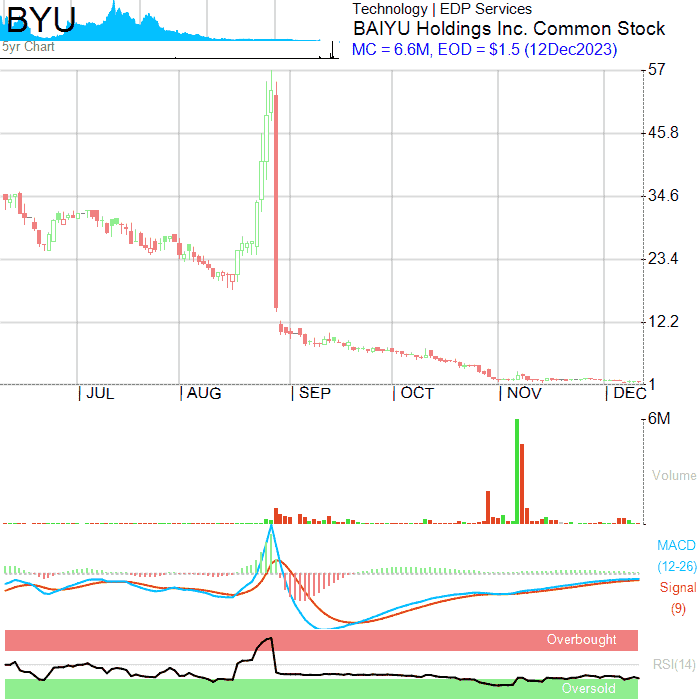 BYU
5yr Chart
Technology | EDP Services
BAIYU Holdings Inc. Common Stock
MC = 6.6M, EOD = $1.5 (12Dec2023)
57
45.8
34.6
23.4
12.2
1
| JUL | AUG | SEP | OCT | NOV | DEC
6M
Volume
MACD
(12-26)
Signal
(9)
Overbought
RSI(14)
Oversold